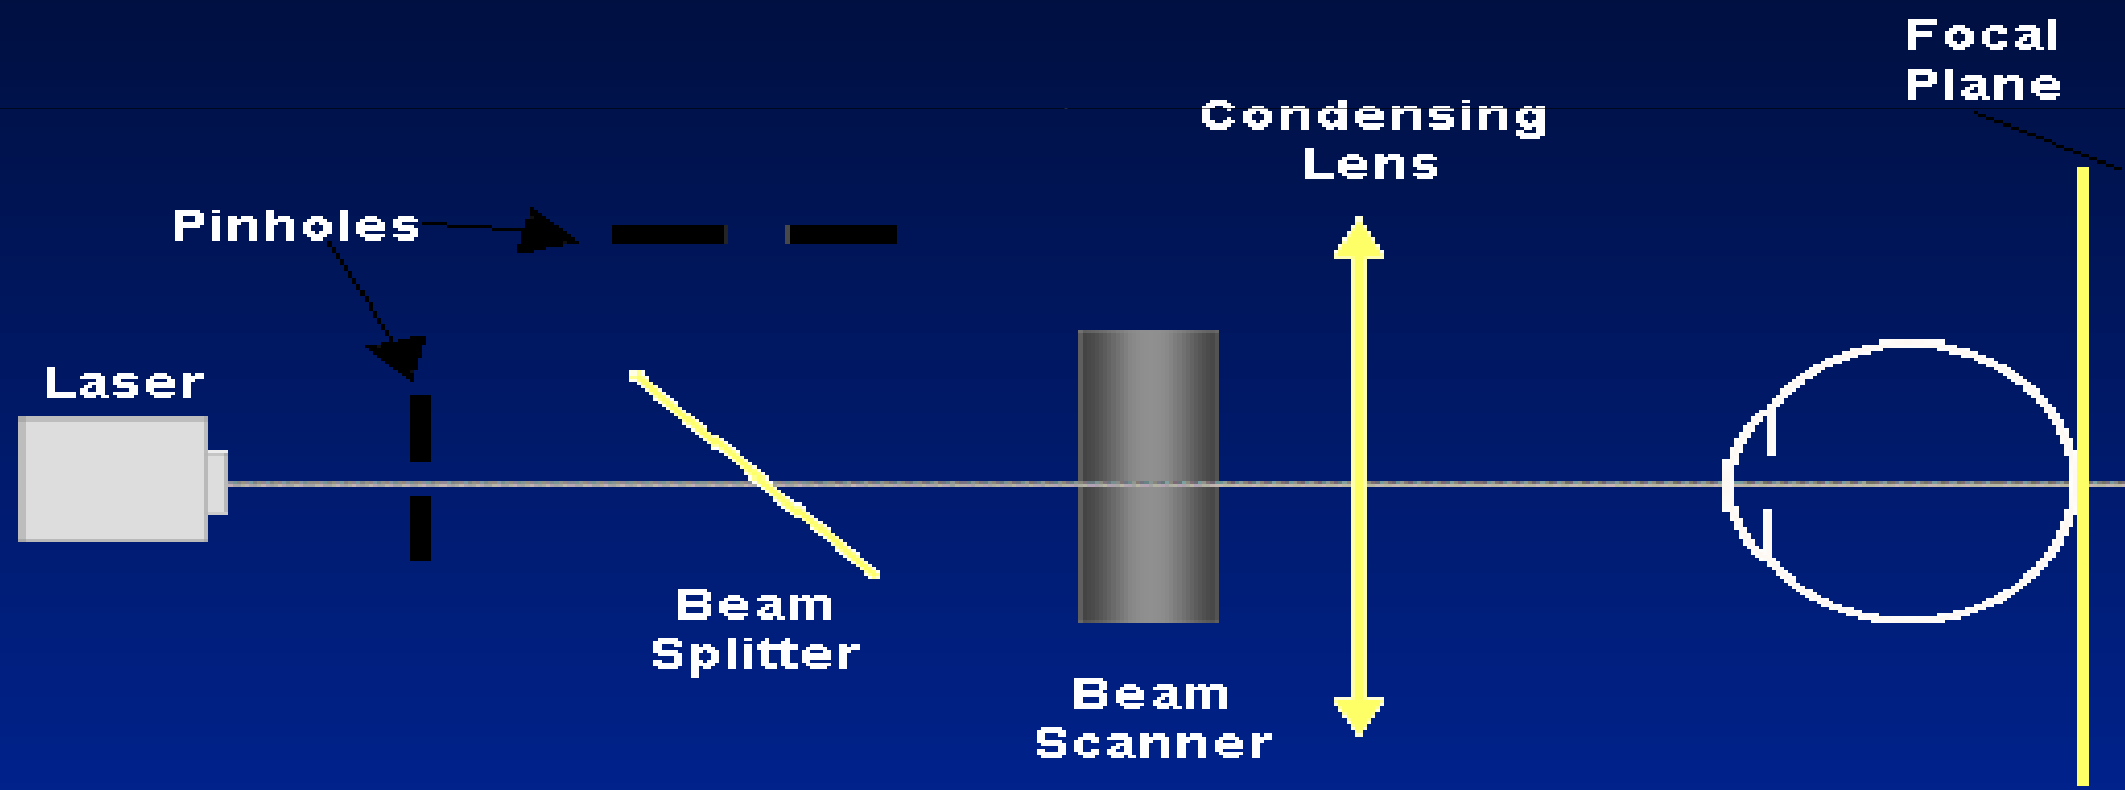 Focal
Plane
Condensing
Lens
Pinholes
Laser
Beam
Splitter
Beam
Scanner